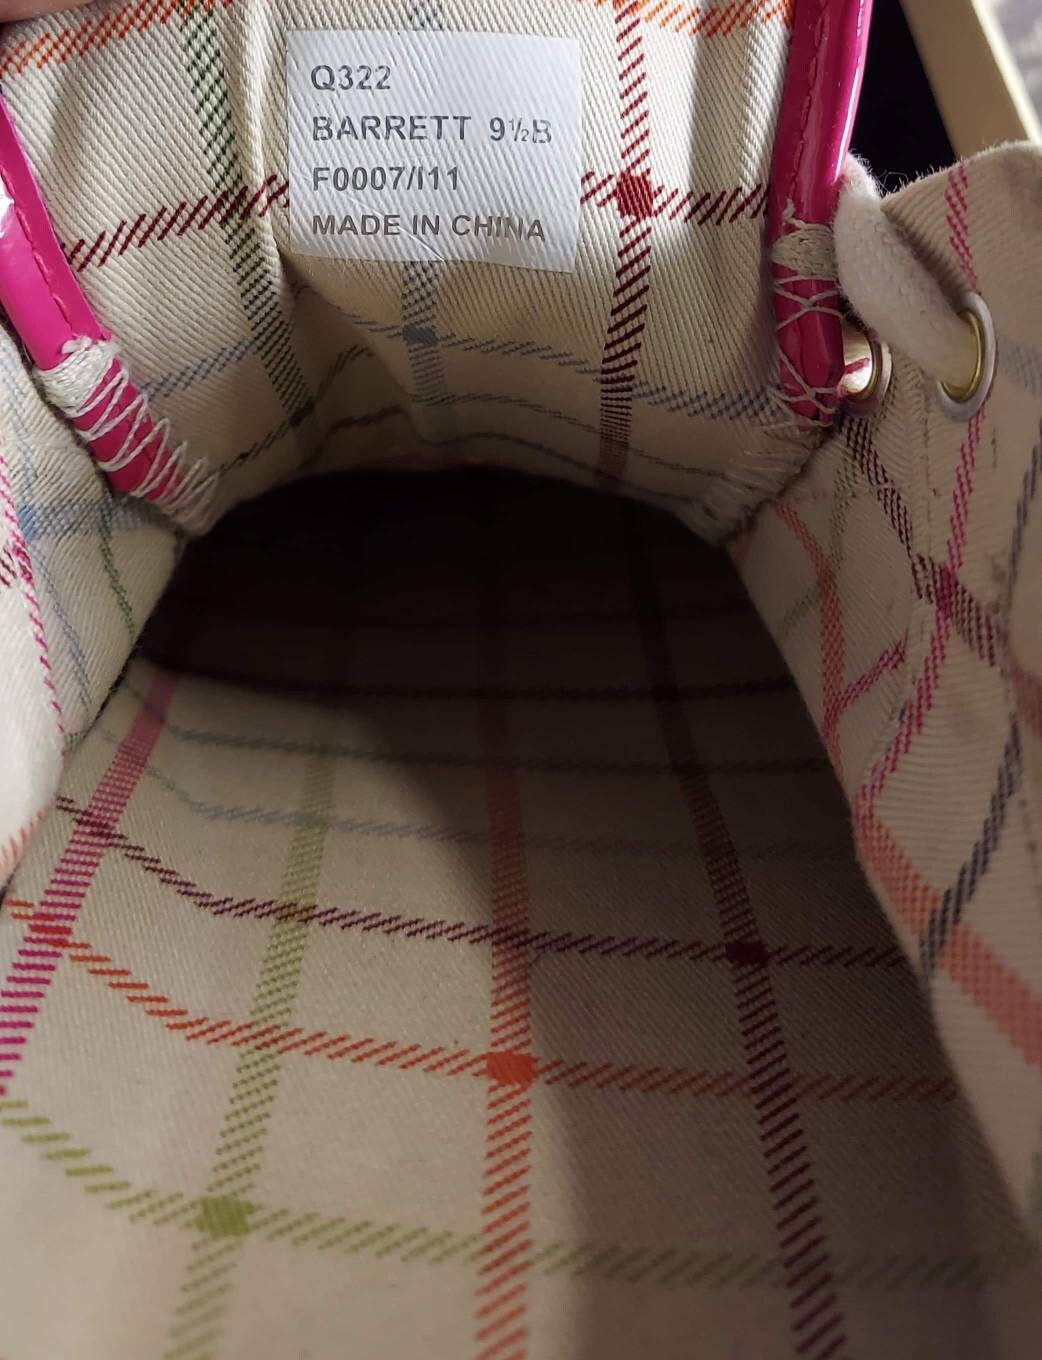 Q322
BARRETT 9½B
F0007/I11
MADE IN CHINA